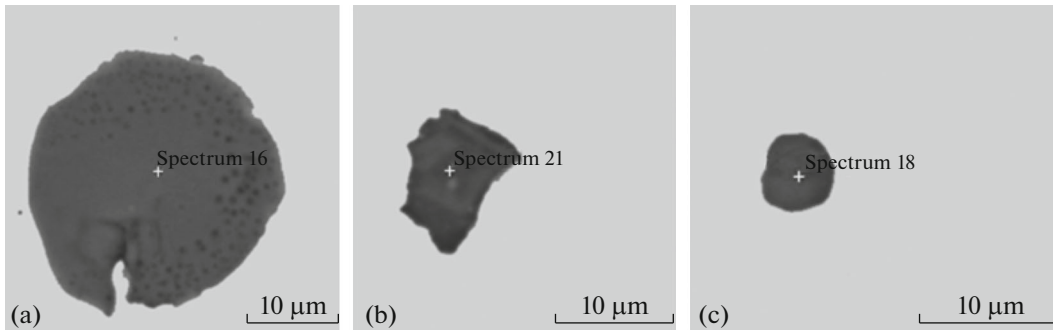 Spectrum 16
(a)
10 μm
Spectrum 21
(b)
10 μm
Spectrum 18
(c)
10 μm